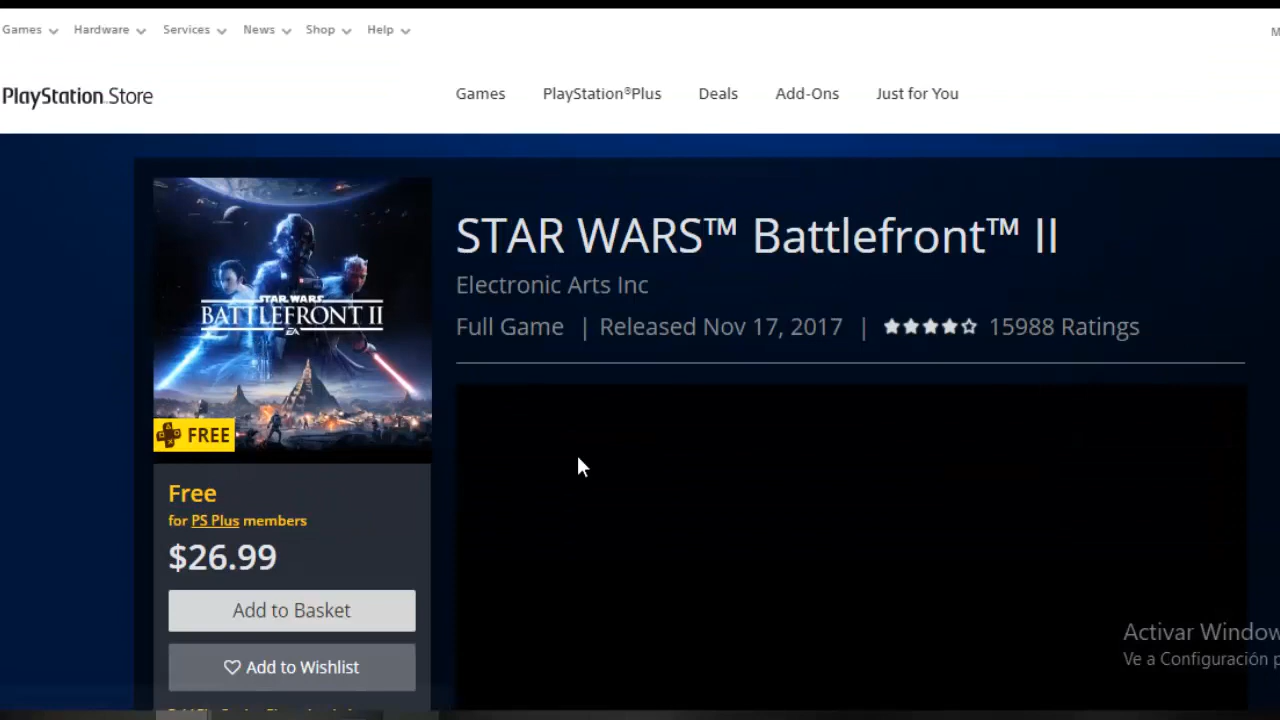 Games Hardware Services News Shop Help
PlayStation Store
Games PlayStation®Plus Deals Add-Ons Just for You
STAR WARS™ Battlefront™ II
Electronic Arts Inc
Full Game | Released Nov 17, 2017 | 15988 Ratings
STAR WARS
BATTLEFRONT II
EA
FREE
Free
for PS Plus members
$26.99
Add to Basket
Add to Wishlist
Activar Window
Ve a Configuración p